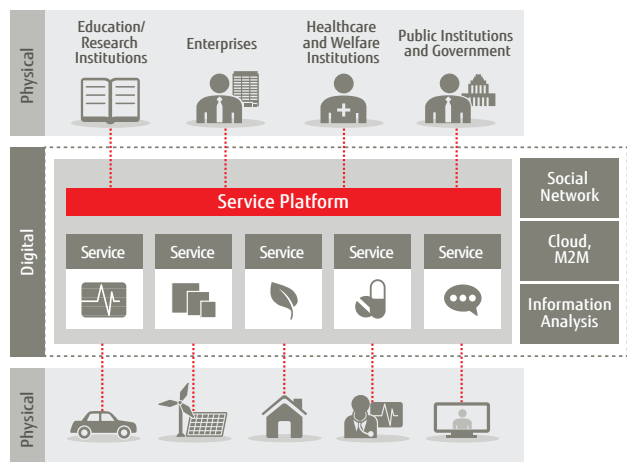 Physical
Education/
Research
Institutions
Enterprises
Healthcare
and Welfare
Institutions
Public Institutions
and Government
Digital
Service Platform
Service
Service
Service
Service
Service
Social
Network
Cloud,
M2M
Information
Analysis
Physical